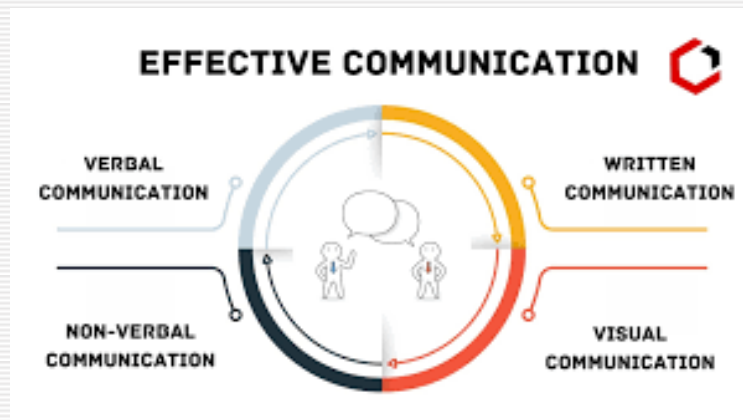 EFFECTIVE COMMUNICATION
VERBAL
COMMUNICATION
WRITTEN
COMMUNICATION
NON-VERBAL
COMMUNICATION
VISUAL
COMMUNICATION